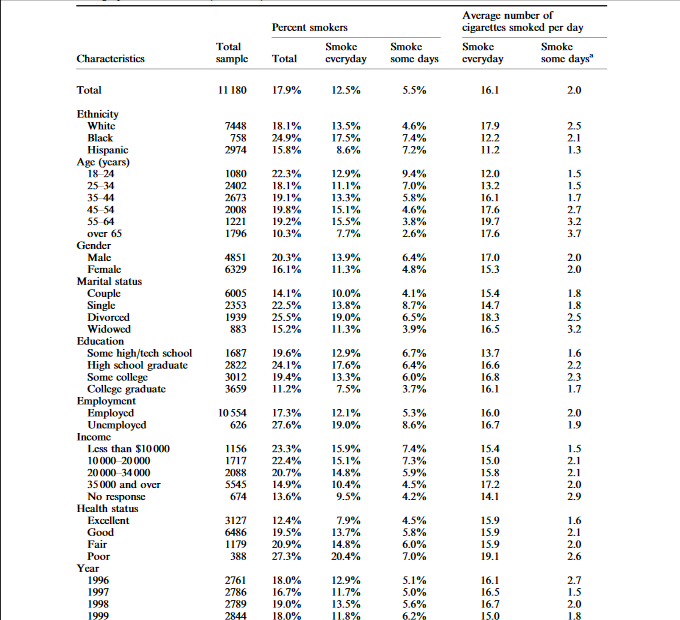 Percent smokers
Average number of
cigarettes smoked per day
Characteristics Total sample Total Smoke everyday Smoke some days Smoke everyday Smoke some daysª
Total 11 180 17.9% 12.5% 5.5% 16.1 2.0
Ethnicity
White 7448 18.1% 13.5% 4.6% 17.9 2.5
Black 758 24.9% 17.5% 7.4% 12.2 2.1
Hispanic 2974 15.8% 8.6% 7.2% 11.2 1.3
Age (years)
18–24 1080 22.3% 12.9% 9.4% 12.0 1.5
25–34 2402 18.1% 11.1% 7.0% 13.2 1.5
35–44 2673 19.1% 13.3% 5.8% 16.1 1.7
45–54 2008 19.8% 15.1% 4.6% 17.6 2.7
55–64 1221 19.2% 15.5% 3.8% 19.7 3.2
over 65 1796 10.3% 7.7% 2.6% 17.6 3.7
Gender
Male 4851 20.3% 13.9% 6.4% 17.0 2.0
Female 6329 16.1% 11.3% 4.8% 15.3 2.0
Marital status
Couple 6005 14.1% 10.0% 4.1% 15.4 1.8
Single 2353 22.5% 13.8% 8.7% 14.7 1.8
Divorced 1939 25.5% 19.0% 6.5% 18.3 2.5
Widowed 883 15.2% 11.3% 3.9% 16.5 3.2
Education
Some high/tech school 1687 19.6% 12.9% 6.7% 13.7 1.6
High school graduate 2822 24.1% 17.6% 6.4% 16.6 2.2
Some college 3012 19.4% 13.3% 6.0% 16.8 2.3
College graduate 3659 11.2% 7.5% 3.7% 16.1 1.7
Employment
Employed 10 554 17.3% 12.1% 5.3% 16.0 2.0
Unemployed 626 27.6% 19.0% 8.6% 16.7 1.9
Income
Less than $10 000 1156 23.3% 15.9% 7.4% 15.4 1.5
10 000–20 000 1717 22.4% 15.1% 7.3% 15.0 2.1
20 000–34 000 2088 20.7% 14.8% 5.9% 15.8 2.1
35 000 and over 5545 14.9% 10.4% 4.5% 17.2 2.0
No response 674 13.6% 9.5% 4.2% 14.1 2.9
Health status
Excellent 3127 12.4% 7.9% 4.5% 15.9 1.6
Good 6486 19.5% 13.7% 5.8% 15.9 2.1
Fair 1179 20.9% 14.8% 6.0% 15.9 2.0
Poor 388 27.3% 20.4% 7.0% 19.1 2.6
Year
1996 2761 18.0% 12.9% 5.1% 16.1 2.7
1997 2786 16.7% 11.7% 5.0% 16.5 1.5
1998 2789 19.0% 13.5% 5.6% 16.7 2.0
1999 2844 18.0% 11.8% 6.2% 15.0 1.8